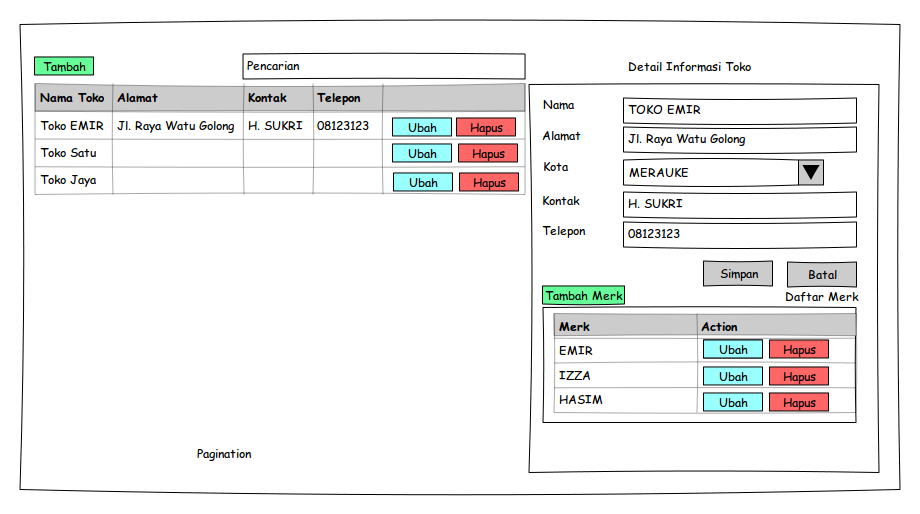 Tambah
Pencarian
Nama Toko Alamat Kontak Telepon
Toko EMIR Jl. Raya Watu Golong H. SUKRI 08123123 Ubah Hapus
Toko Satu Ubah Hapus
Toko Jaya Ubah Hapus
Pagination
Detail Informasi Toko
Nama TOKO EMIR
Alamat Jl. Raya Watu Golong
Kota MERAUKE
Kontak H. SUKRI
Telepon 08123123
Simpan Batal
Tambah Merk Daftar Merk
Merk Action
EMIR Ubah Hapus
IZZA Ubah Hapus
HASIM Ubah Hapus